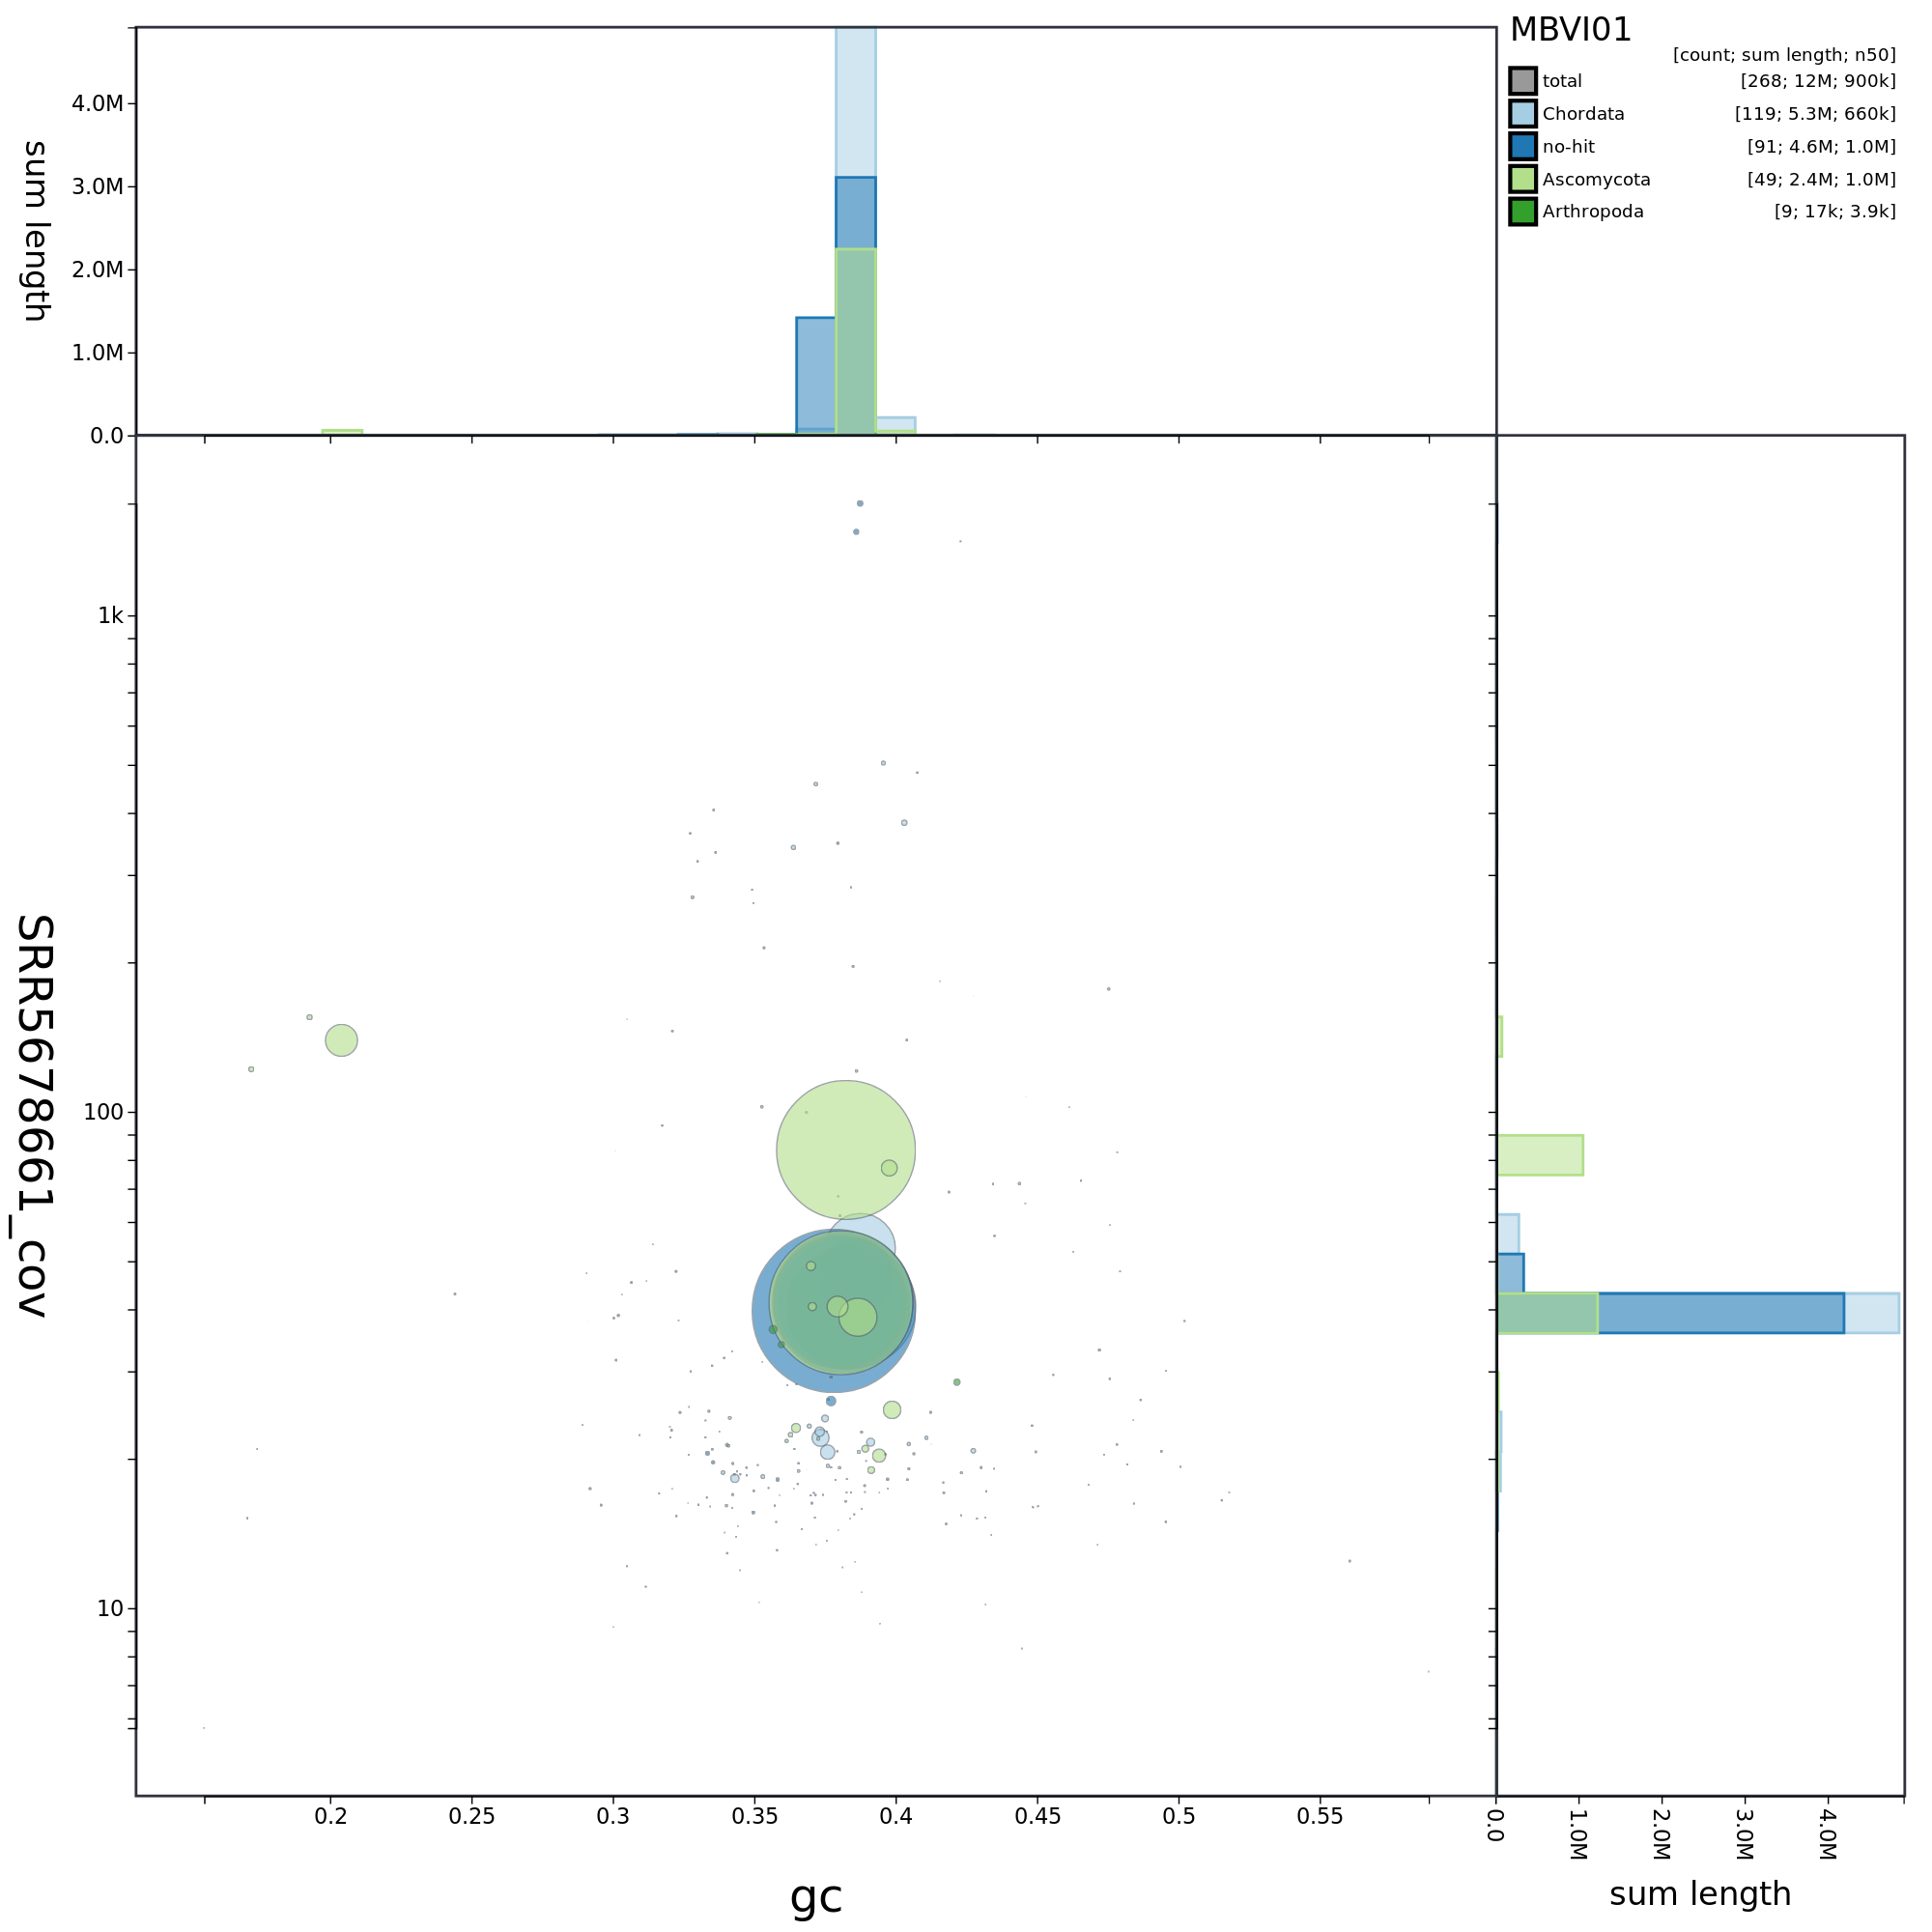 MBVI01
[count; sum length; n50]
total [268; 12M; 900k]
Chordata [119; 5.3M; 660k]
no-hit [91; 4.6M; 1.0M]
Ascomycota [49; 2.4M; 1.0M]
Arthropoda [9; 17k; 3.9k]
sum length
4.0M
3.0M
2.0M
1.0M
0.0
SRR5678661_cov
1k
100
10
0.2 0.25 0.3 0.35 0.4 0.45 0.5 0.55
gc
0.0 1.0M 2.0M 3.0M 4.0M
sum length